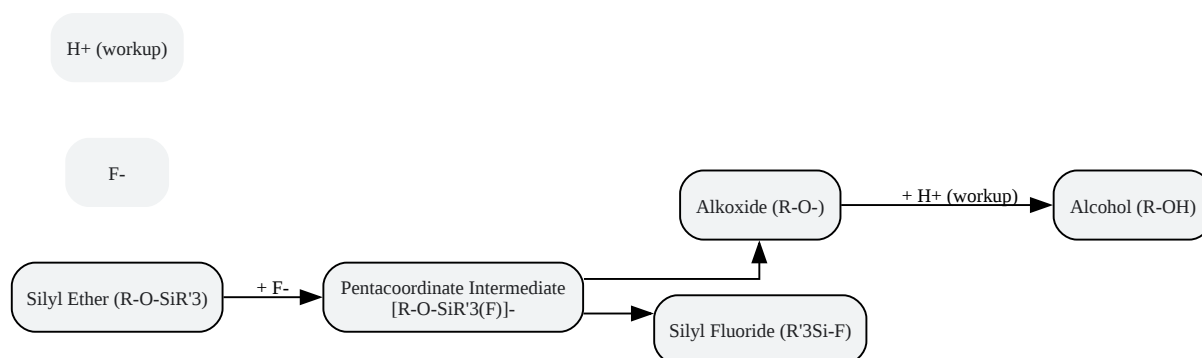 H+ (workup)
F-
Alkoxide (R-O-)
+ H+ (workup)
Alcohol (R-OH)
Silyl Ether (R-O-SiR'3)
+ F-
Pentacoordinate Intermediate
[R-O-SiR'3(F)]-
Silyl Fluoride (R'3Si-F)